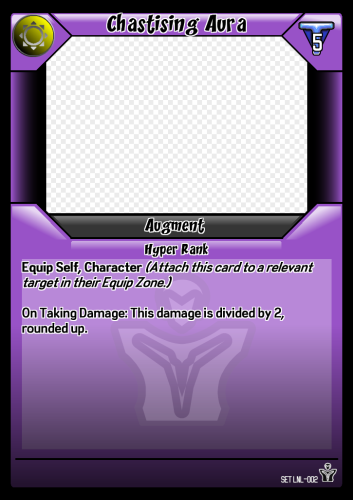 Chastising Aura
5
Augment
Hyper Rank
Equip Self, Character (Attach this card to a relevant
target in their Equip Zone.)
On Taking Damage: This damage is divided by 2,
rounded up.
SET LNL-002